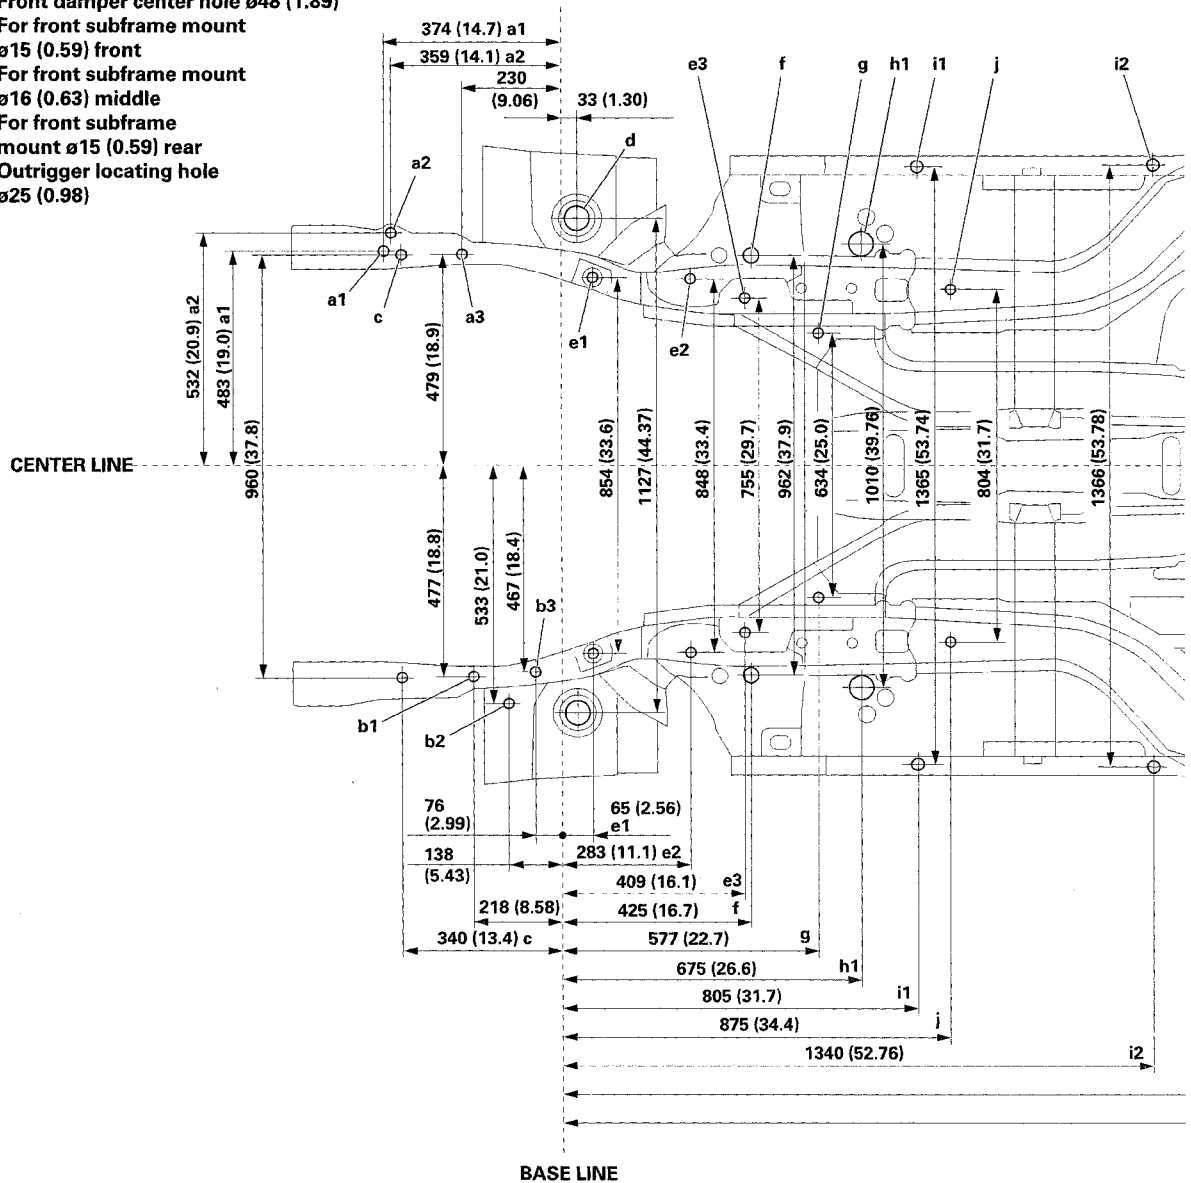 Front damper center hole ø48 (1.89)
For front subframe mount
ø15 (0.59) front
For front subframe mount
ø16 (0.63) middle
For front subframe
mount ø15 (0.59) rear
Outrigger locating hole
ø25 (0.98)
374 (14.7) a1
359 (14.1) a2
230
(9.06)
33 (1.30)
d
e3
f
g
h1
i1
j
i2
a2
a1
c
a3
e1
e2
532 (20.9) a2
483 (19.0) a1
960 (37.8)
479 (18.9)
CENTER LINE
854 (33.6)
1127 (44.37)
848 (33.4)
755 (29.7)
962 (37.9)
634 (25.0)
1010 (39.76)
1365 (53.74)
804 (31.7)
1366 (53.78)
477 (18.8)
533 (21.0)
467 (18.4)
b3
b1
b2
76
(2.99)
65 (2.56)
e1
138
(5.43)
283 (11.1) e2
409 (16.1) e3
218 (8.58)
425 (16.7) f
340 (13.4) c
577 (22.7) g
675 (26.6) h1
805 (31.7) i1
875 (34.4) j
1340 (52.76) i2
BASE LINE